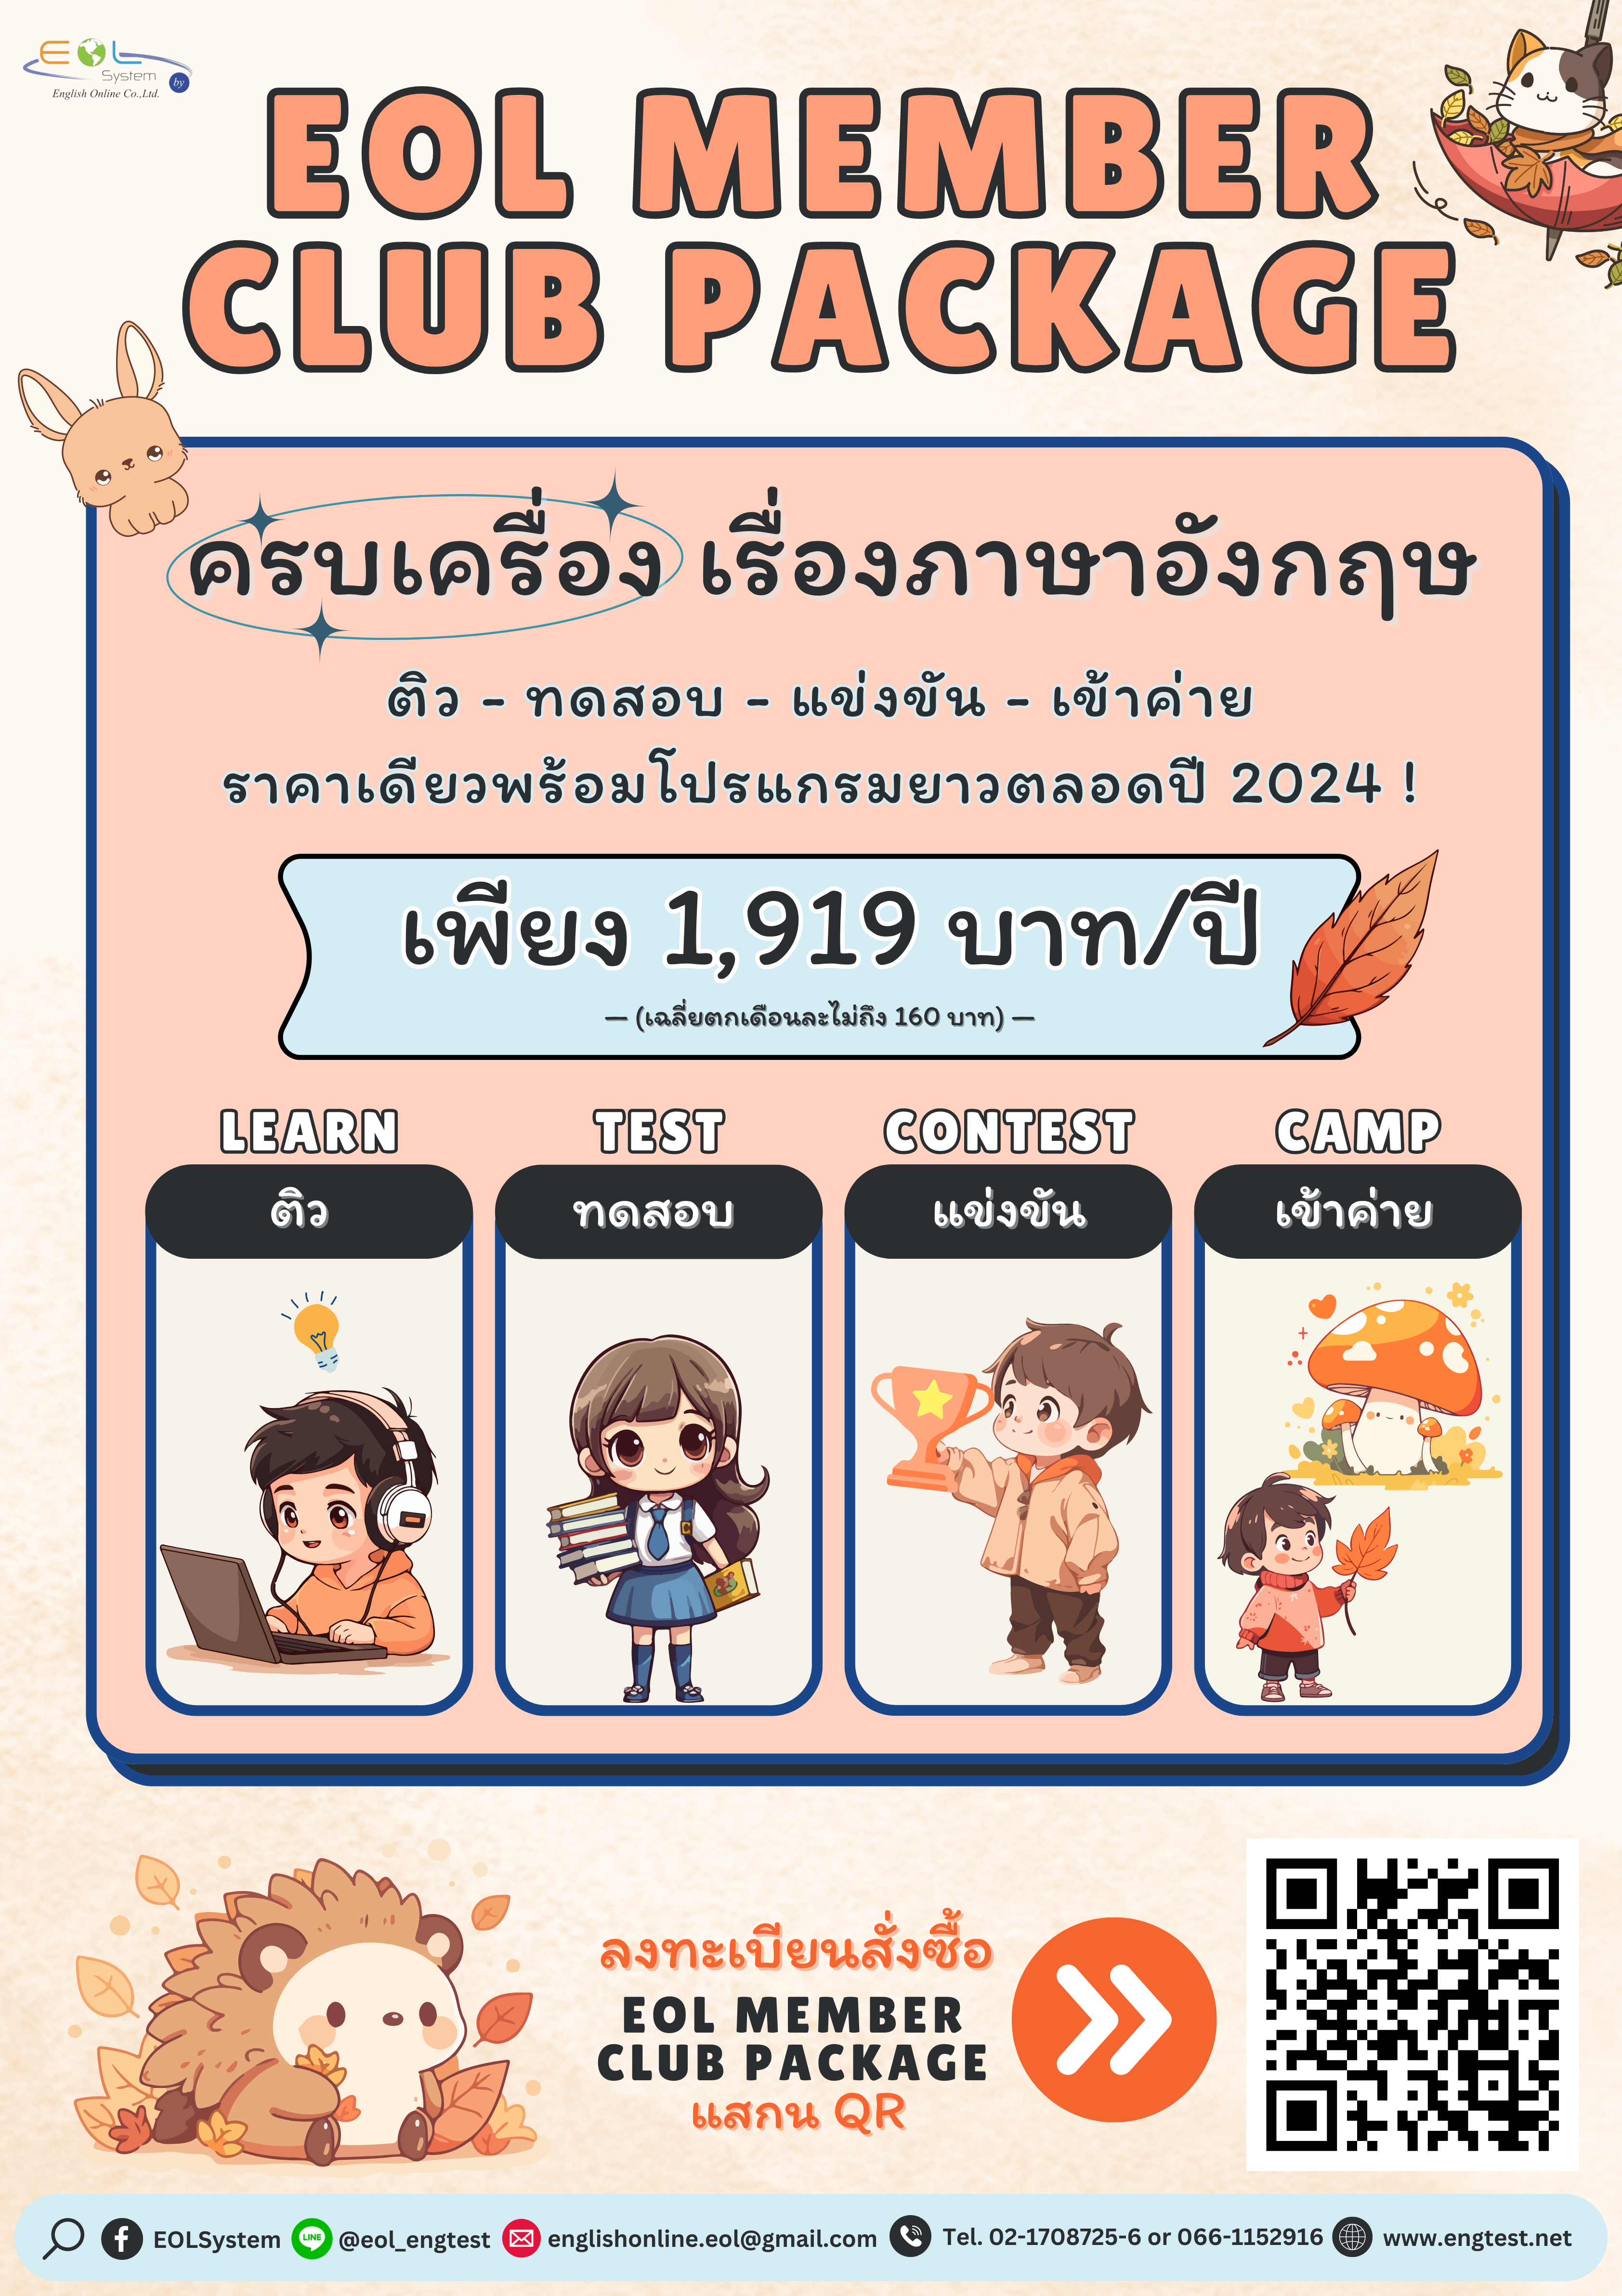 EOL
System
by
English Online Co.,Ltd.
EOL MEMBER
CLUB PACKAGE
ครบเครื่อง เรื่องภาษาอังกฤษ
ติว - ทดสอบ - แข่งขัน - เข้าค่าย
ราคาเดียวพร้อมโปรแกรมยาวตลอดปี 2024 !
เพียง 1,919 บาท/ปี
— (เฉลี่ยตกเดือนละไม่ถึง 160 บาท) —
LEARN
ติว
TEST
ทดสอบ
CONTEST
แข่งขัน
CAMP
เข้าค่าย
ลงทะเบียนสั่งซื้อ
EOL MEMBER
CLUB PACKAGE
แสกน QR
EOLSystem LINE @eol_engtest englishonline.eol@gmail.com Tel. 02-1708725-6 or 066-1152916 www.engtest.net